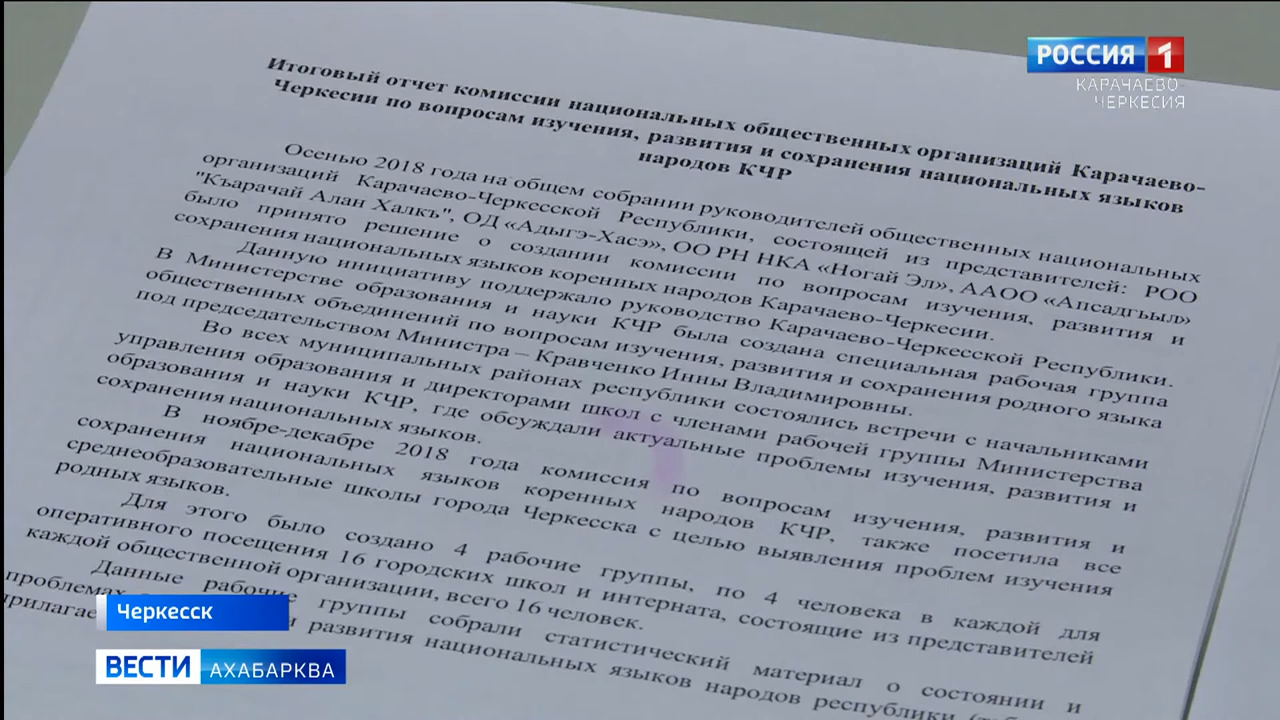 РОССИЯ 1
КАРАЧАЕВО
ЧЕРКЕСИЯ
Итоговый отчет комиссии национальных общественных организаций Карачаево-
Черкесии по вопросам изучения, развития и сохранения национальных языков
народов КЧР
Осенью 2018 года на общем собрании руководителей общественных национальных
организаций Карачаево-Черкесской Республики, состоящей из представителей: РОО
"Къарачай Алан Халкъ", ОД «Адыгэ-Хасэ», ОО РН НКА «Ногай Эл», ААОО «Апсадгьыл»
было принято решение о создании комиссии по вопросам изучения, развития и
сохранения национальных языков коренных народов Карачаево-Черкесии.
Данную инициативу поддержало руководство Карачаево-Черкесской Республики.
В Министерстве образования и науки КЧР была создана специальная рабочая группа
общественных объединений по вопросам изучения, развития и сохранения родного языка
под председательством Министра – Кравченко Инны Владимировны.
Во всех муниципальных районах республики состоялись встречи с начальниками
управления образования и директорами школ с членами рабочей группы Министерства
образования и науки КЧР, где обсуждали актуальные проблемы изучения, развития и
сохранения национальных языков.
В ноябре-декабре 2018 года комиссия по вопросам изучения, развития и
сохранения национальных языков коренных народов КЧР, также посетила все
среднеобразовательные школы города Черкесска с целью выявления проблем изучения
родных языков.
Для этого было создано 4 рабочие группы, по 4 человека в каждой для
оперативного посещения 16 городских школ и интерната, состоящие из представителей
каждой общественной организации, всего 16 человек.
Данные рабочие группы собрали статистический материал о состоянии и
проблемах развития национальных языков народов республики
Черкесск
ВЕСТИ АХАБАРКВА